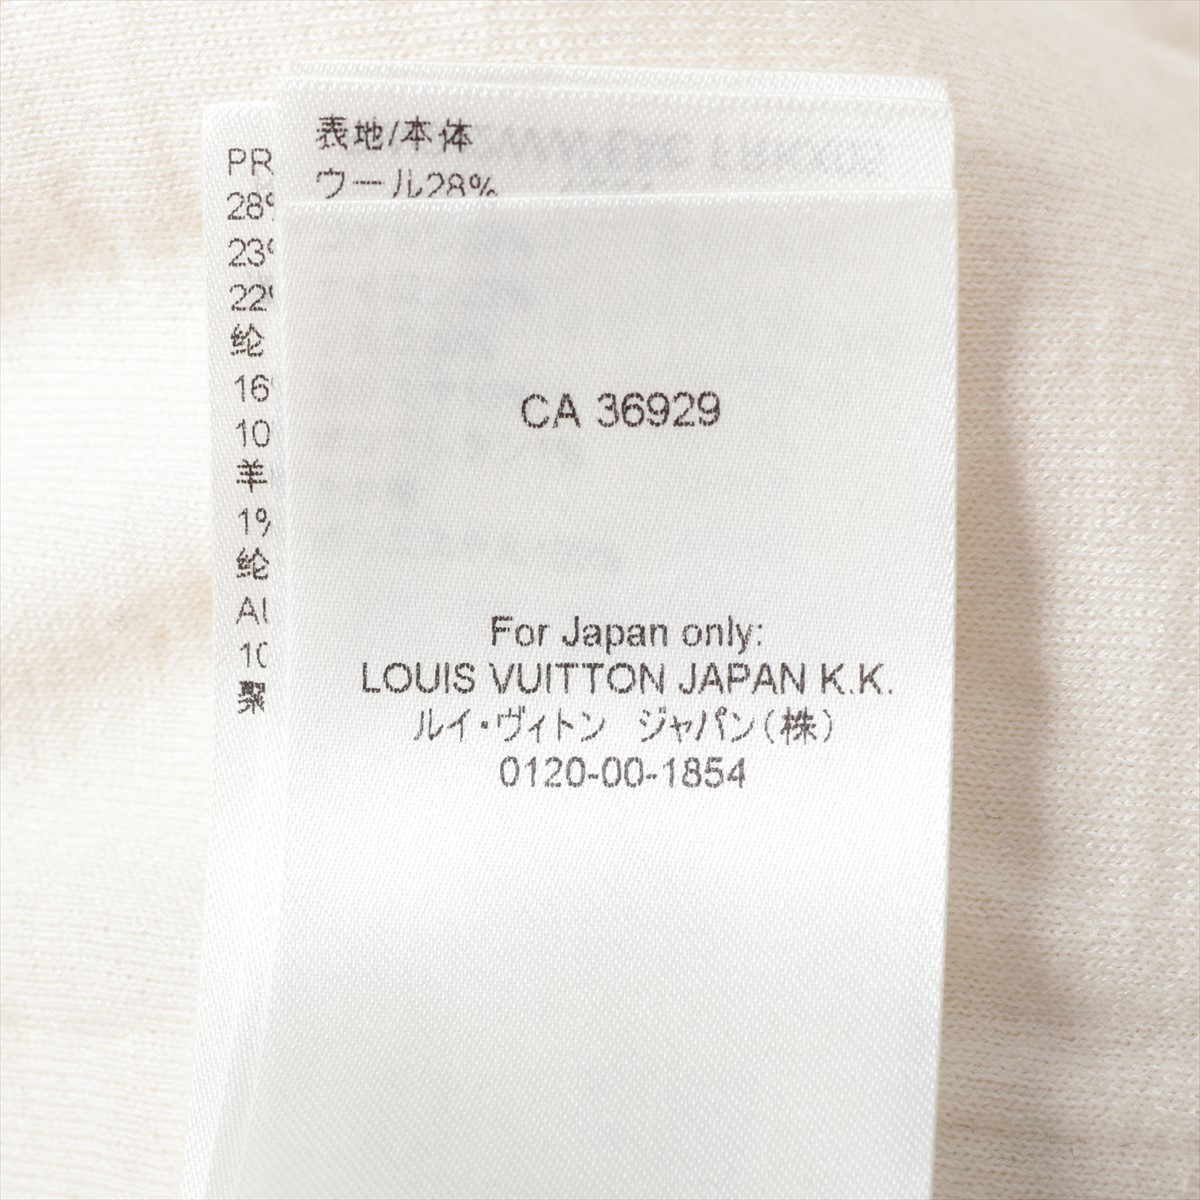 表地/本体
ウール28%
PR
28%
23
22
纶
16
10
羊
1%
纶
10
聚
CA 36929
For Japan only:
LOUIS VUITTON JAPAN K.K.
ルイ・ヴィトン ジャパン(株)
0120-00-1854